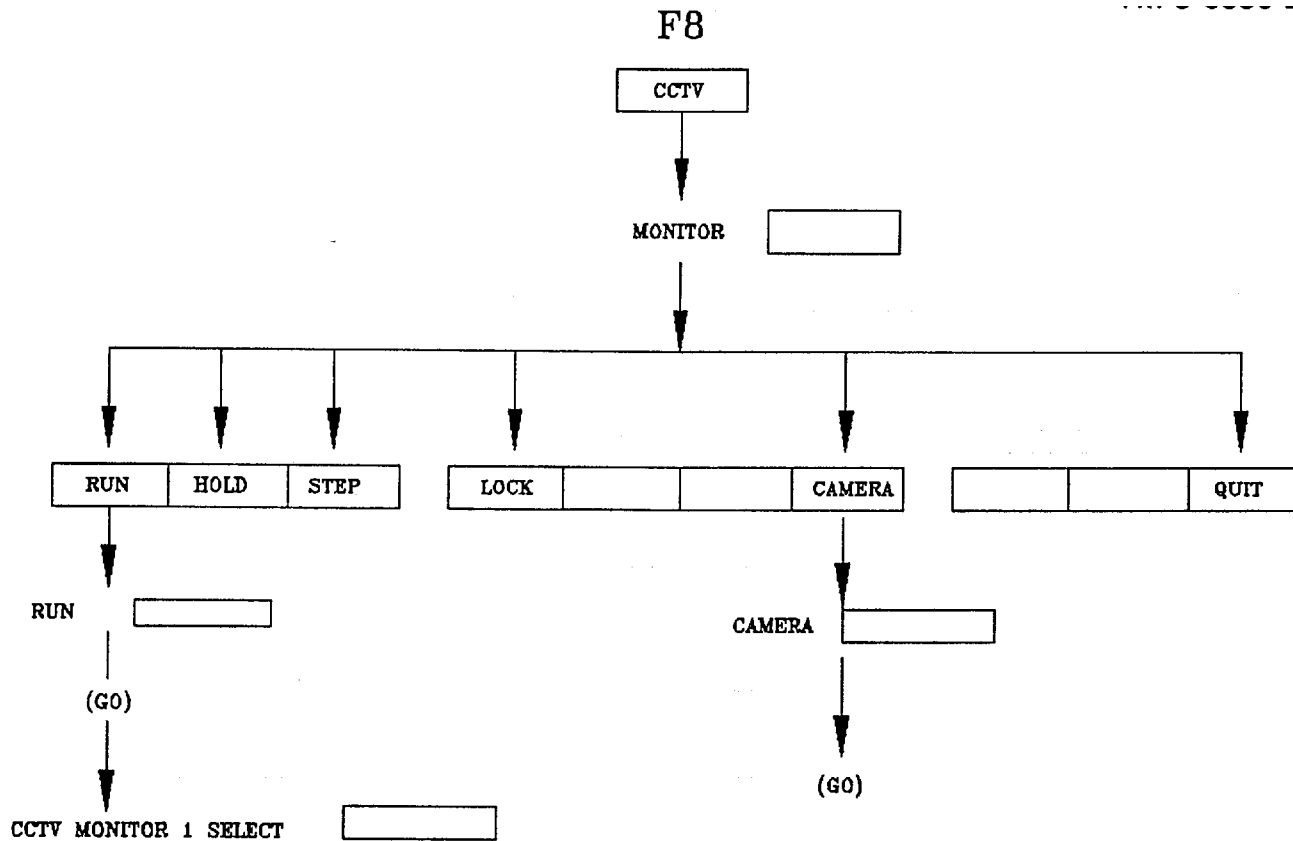 F8
CCTV
MONITOR
RUN HOLD STEP LOCK CAMERA QUIT
RUN
CAMERA
(GO)
(GO)
CCTV MONITOR 1 SELECT